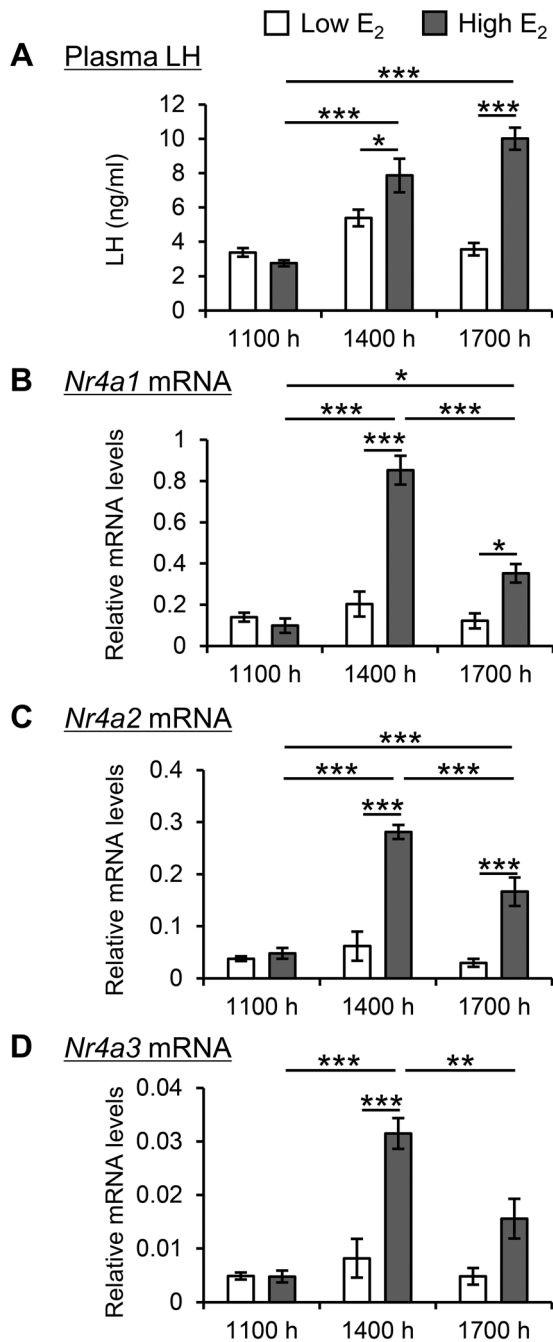 Low E₂ High E₂
A Plasma LH
***
*** ***
*
12
10
8
6
4
2
0
LH (ng/ml)
1100 h 1400 h 1700 h
B Nr4a1 mRNA
*
*** ***
***
*
1
0.8
0.6
0.4
0.2
0
Relative mRNA levels
1100 h 1400 h 1700 h
C Nr4a2 mRNA
***
*** ***
***
***
0.4
0.3
0.2
0.1
0
Relative mRNA levels
1100 h 1400 h 1700 h
D Nr4a3 mRNA
*** **
***
0.04
0.03
0.02
0.01
0
Relative mRNA levels
1100 h 1400 h 1700 h